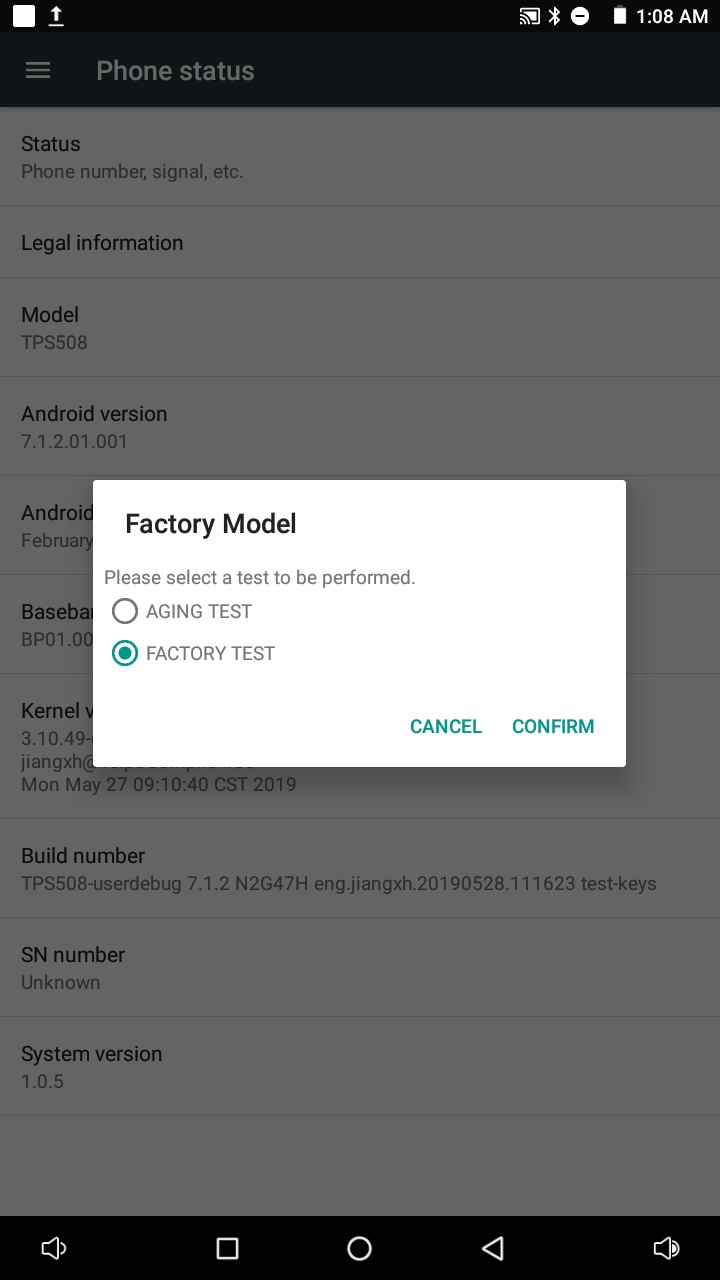 1:08 AM
Phone status
Status
Phone number, signal, etc.
Legal information
Model
TPS508
Android version
7.1.2.01.001
Android
February
Factory Model
Please select a test to be performed.
AGING TEST
FACTORY TEST
CANCEL CONFIRM
BP01.00
Kernel v
3.10.49-
jiangxh@
Mon May 27 09:10:40 CST 2019
Build number
TPS508-userdebug 7.1.2 N2G47H eng.jiangxh.20190528.111623 test-keys
SN number
Unknown
System version
1.0.5